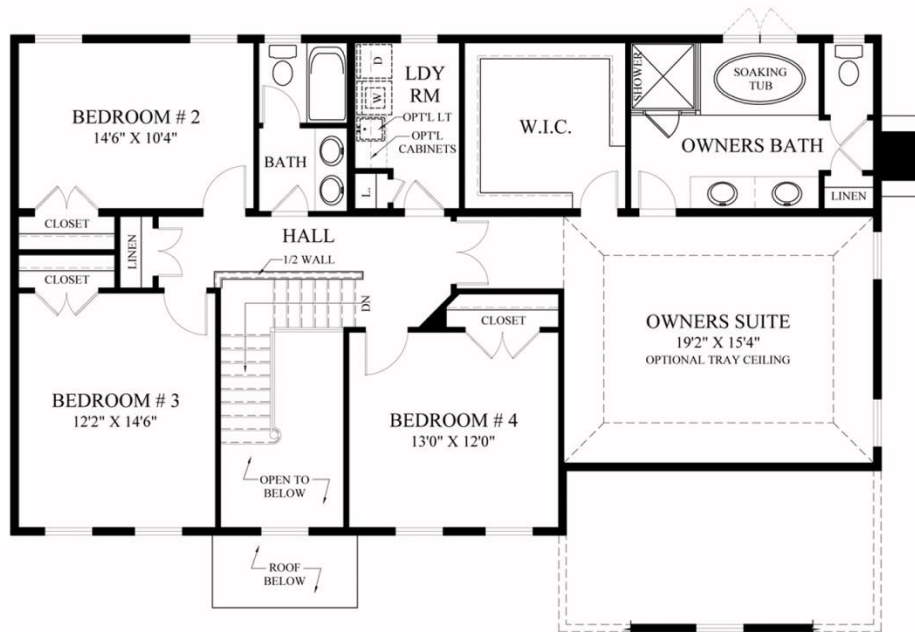 BEDROOM # 2
14'6" X 10'4"
CLOSET
LINEN
CLOSET
BATH
D
W
LDY
RM
OPT'L LT
OPT'L
CABINETS
L.
W.I.C.
SHOWER
SOAKING
TUB
OWNERS BATH
LINEN
HALL
1/2 WALL
DN
CLOSET
OWNERS SUITE
19'2" X 15'4"
OPTIONAL TRAY CEILING
BEDROOM # 3
12'2" X 14'6"
BEDROOM # 4
13'0" X 12'0"
OPEN TO
BELOW
ROOF
BELOW